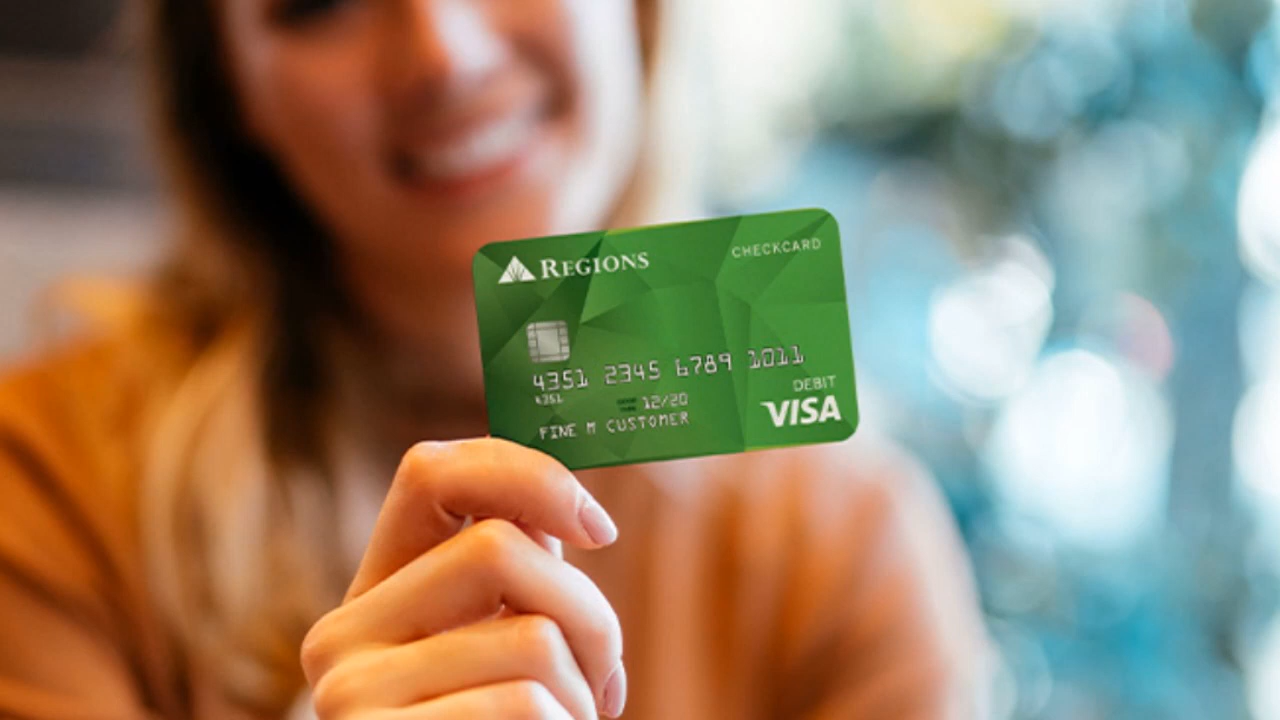 REGIONS
CHECKCARD
4351 2345 6789 1011
4351
12/20
FINE M CUSTOMER
DEBIT
VISA